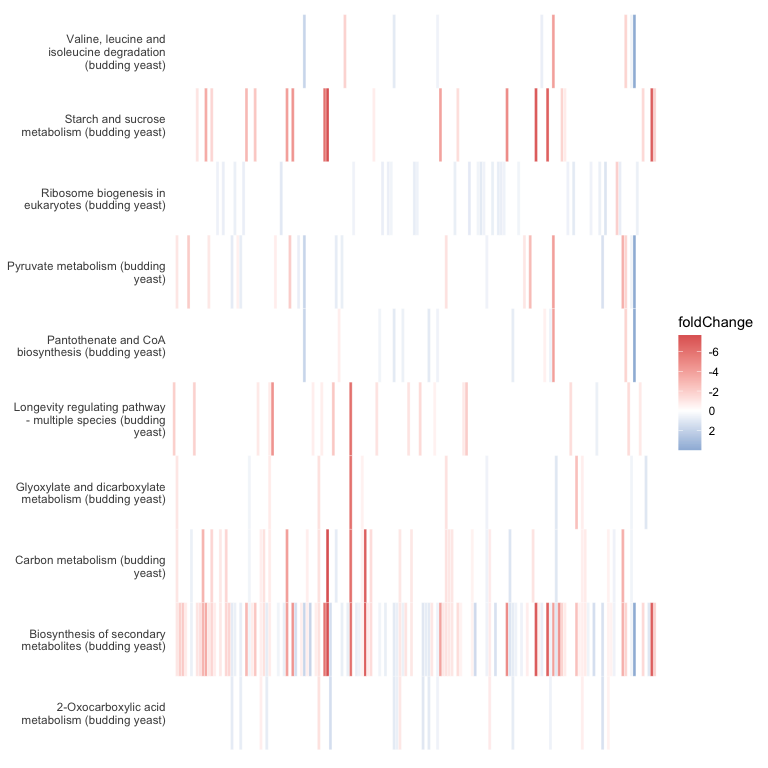 Valine, leucine and
isoleucine degradation
(budding yeast)
Starch and sucrose
metabolism (budding yeast)
Ribosome biogenesis in
eukaryotes (budding yeast)
Pyruvate metabolism (budding
yeast)
Pantothenate and CoA
biosynthesis (budding yeast)
Longevity regulating pathway
- multiple species (budding
yeast)
Glyoxylate and dicarboxylate
metabolism (budding yeast)
Carbon metabolism (budding
yeast)
Biosynthesis of secondary
metabolites (budding yeast)
2-Oxocarboxylic acid
metabolism (budding yeast)
foldChange
-6
-4
-2
0
2